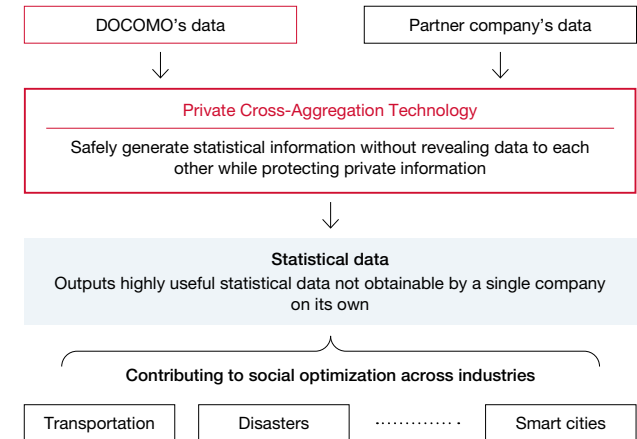 DOCOMO’s data
Partner company’s data
Private Cross-Aggregation Technology
Safely generate statistical information without revealing data to each
other while protecting private information
Statistical data
Outputs highly useful statistical data not obtainable by a single company
on its own
Contributing to social optimization across industries
Transportation
Disasters
Smart cities